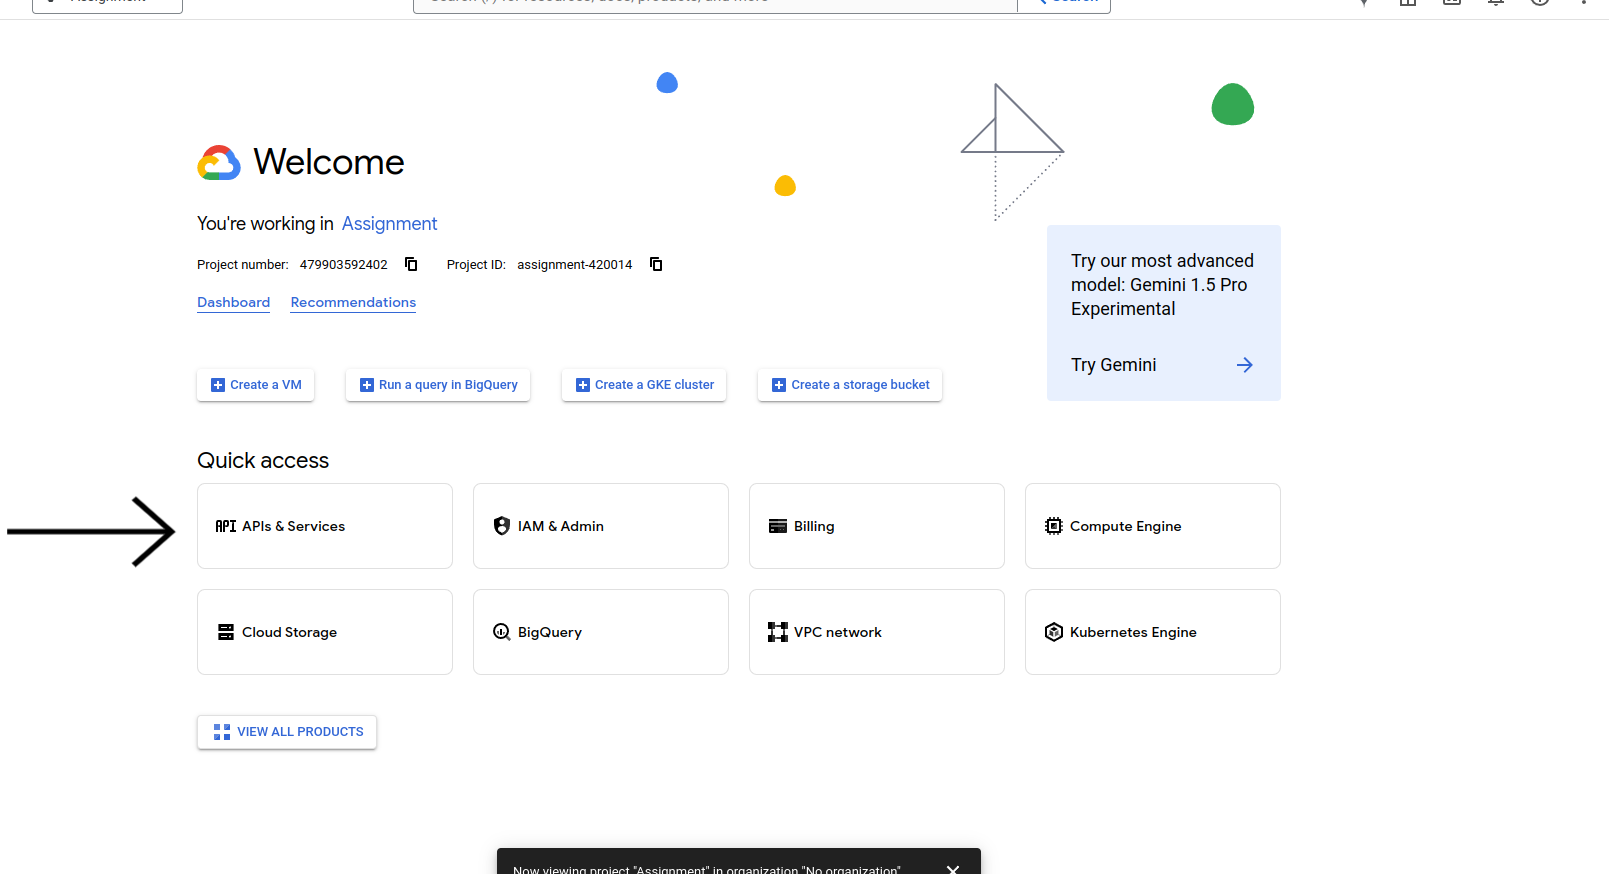 Search
Welcome
You're working in Assignment
Project number: 479903592402 Project ID: assignment-420014
Dashboard Recommendations
Try our most advanced
model: Gemini 1.5 Pro
Experimental
Try Gemini
Create a VM Run a query in BigQuery Create a GKE cluster Create a storage bucket
Quick access
API APIs & Services IAM & Admin Billing Compute Engine
Cloud Storage BigQuery VPC network Kubernetes Engine
VIEW ALL PRODUCTS
Now viewing project "Assignment" in organization "No organization"